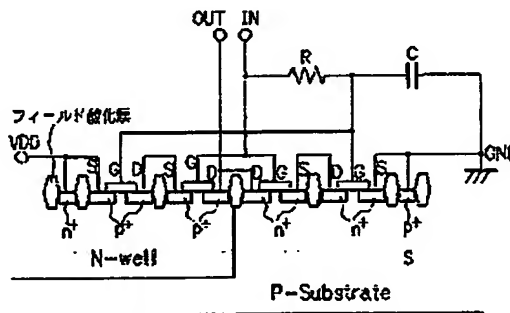 OUT IN
R
C
フィールド酸化膜
VDD
GND
S G D S G D D G S D G S
n⁺ p⁺ p⁺ n⁺ n⁺ p⁺
N-well
S
P-Substrate